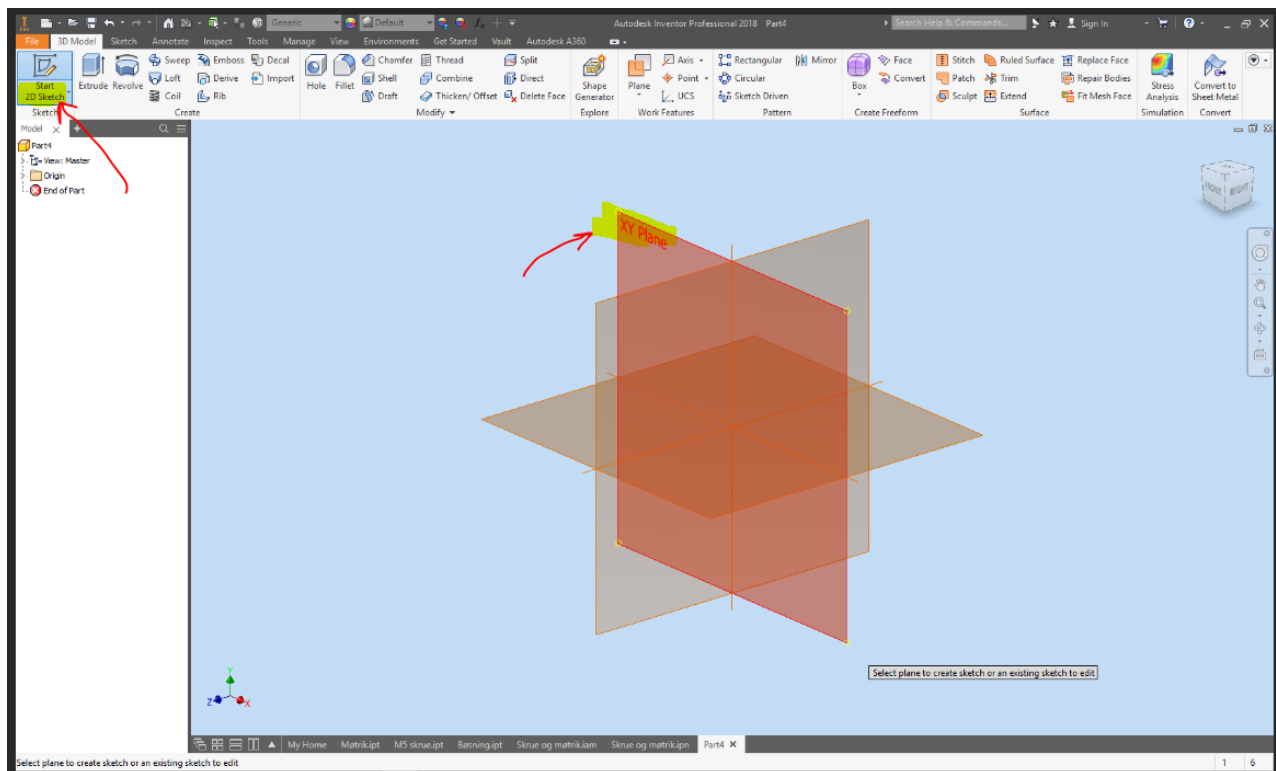 Generic Default Autodesk Inventor Professional 2018 Part4 Search Help & Commands... Sign In
File 3D Model Sketch Annotate Inspect Tools Manage View Environments Get Started Vault Autodesk A360
Start 2D Sketch
Extrude Revolve
Sweep Emboss Decal
Loft Derive Import
Coil Rib
Hole Fillet
Chamfer Thread Split
Shell Combine Direct
Draft Thicken/ Offset Delete Face
Shape Generator
Plane
Axis
Point
UCS
Rectangular Mirror
Circular
Sketch Driven
Box
Face
Convert
Stitch Ruled Surface Replace Face
Patch Trim Repair Bodies
Sculpt Extend Fit Mesh Face
Stress Analysis
Convert to Sheet Metal
Sketch Create Modify Explore Work Features Pattern Create Freeform Surface Simulation Convert
Model
Part4
View: Master
Origin
End of Part
XY Plane
FRONT RIGHT
Select plane to create sketch or an existing sketch to edit
Y
Z X
My Home Møtrik.ipt M5 skrue.ipt Bøsning.ipt Skrue og møtrik.iam Skrue og møtrik.ipn Part4
Select plane to create sketch or an existing sketch to edit 1 6